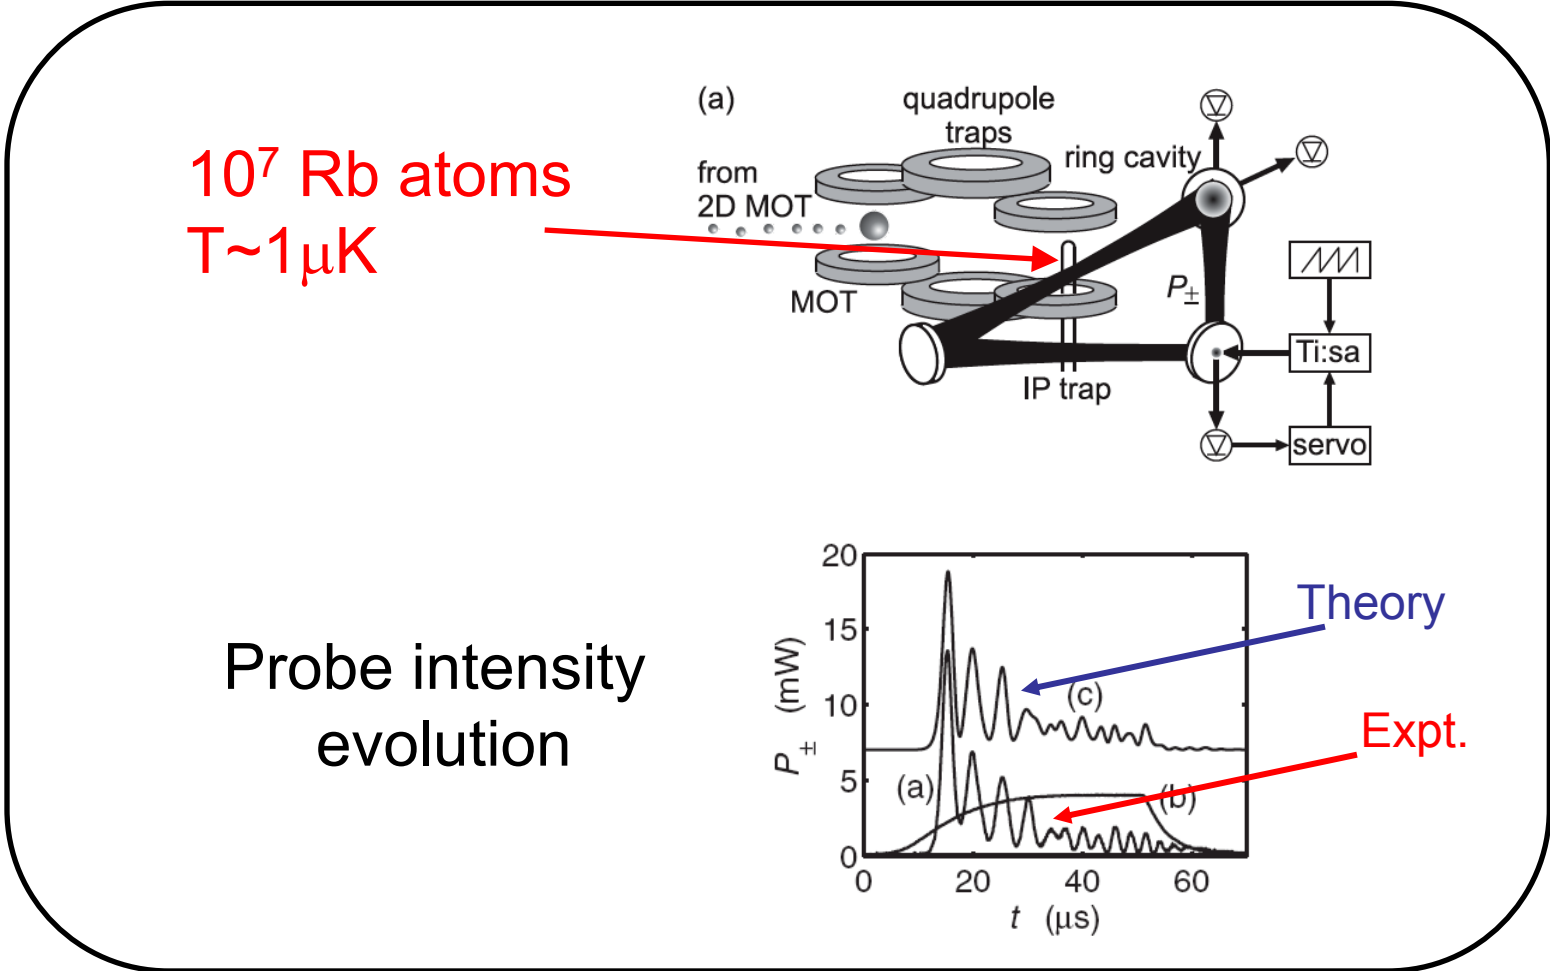 10⁷ Rb atoms
T~1μK
(a)
quadrupole
traps
ring cavity
from
2D MOT
MOT
P±
IP trap
Ti:sa
servo
Probe intensity
evolution
20
15
10
5
0
P± (mW)
(a)
(b)
(c)
0 20 40 60
t (μs)
Theory
Expt.